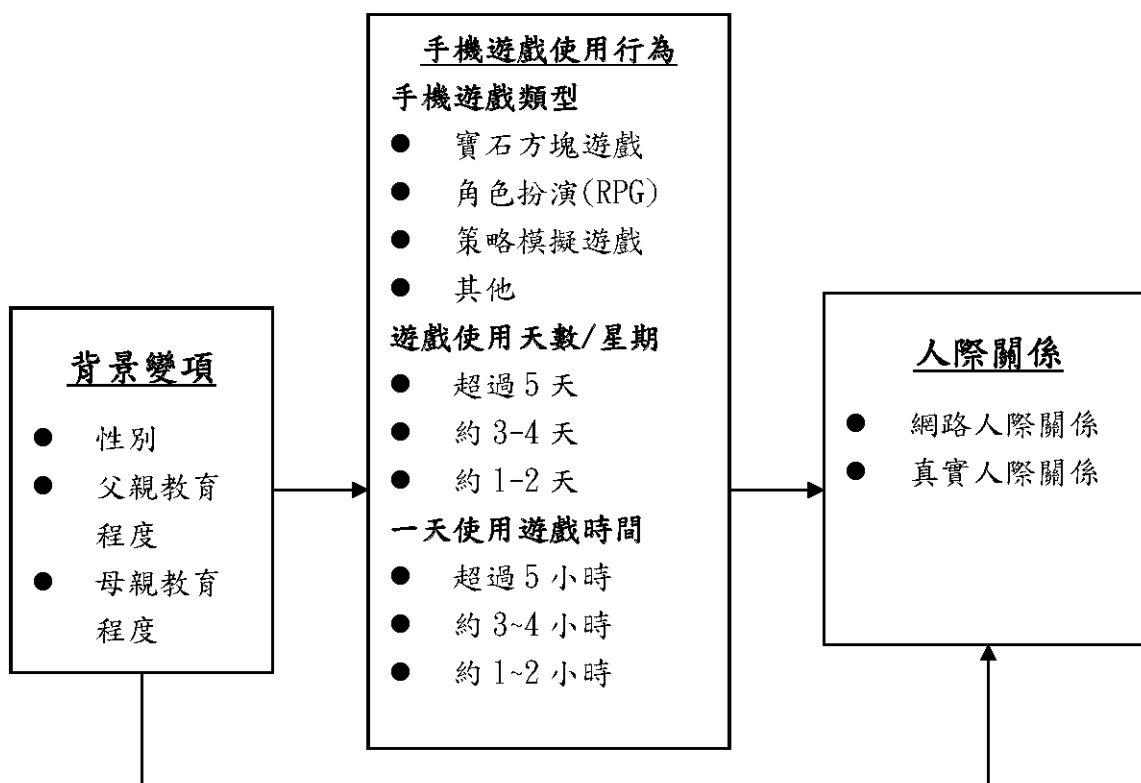 手機遊戲使用行為
手機遊戲類型
● 寶石方塊遊戲
● 角色扮演(RPG)
● 策略模擬遊戲
● 其他
遊戲使用天數/星期
● 超過5天
● 約3-4天
● 約1-2天
一天使用遊戲時間
● 超過5小時
● 約3~4小時
● 約1~2小時
背景變項
● 性別
● 父親教育
程度
● 母親教育
程度
人際關係
● 網路人際關係
● 真實人際關係